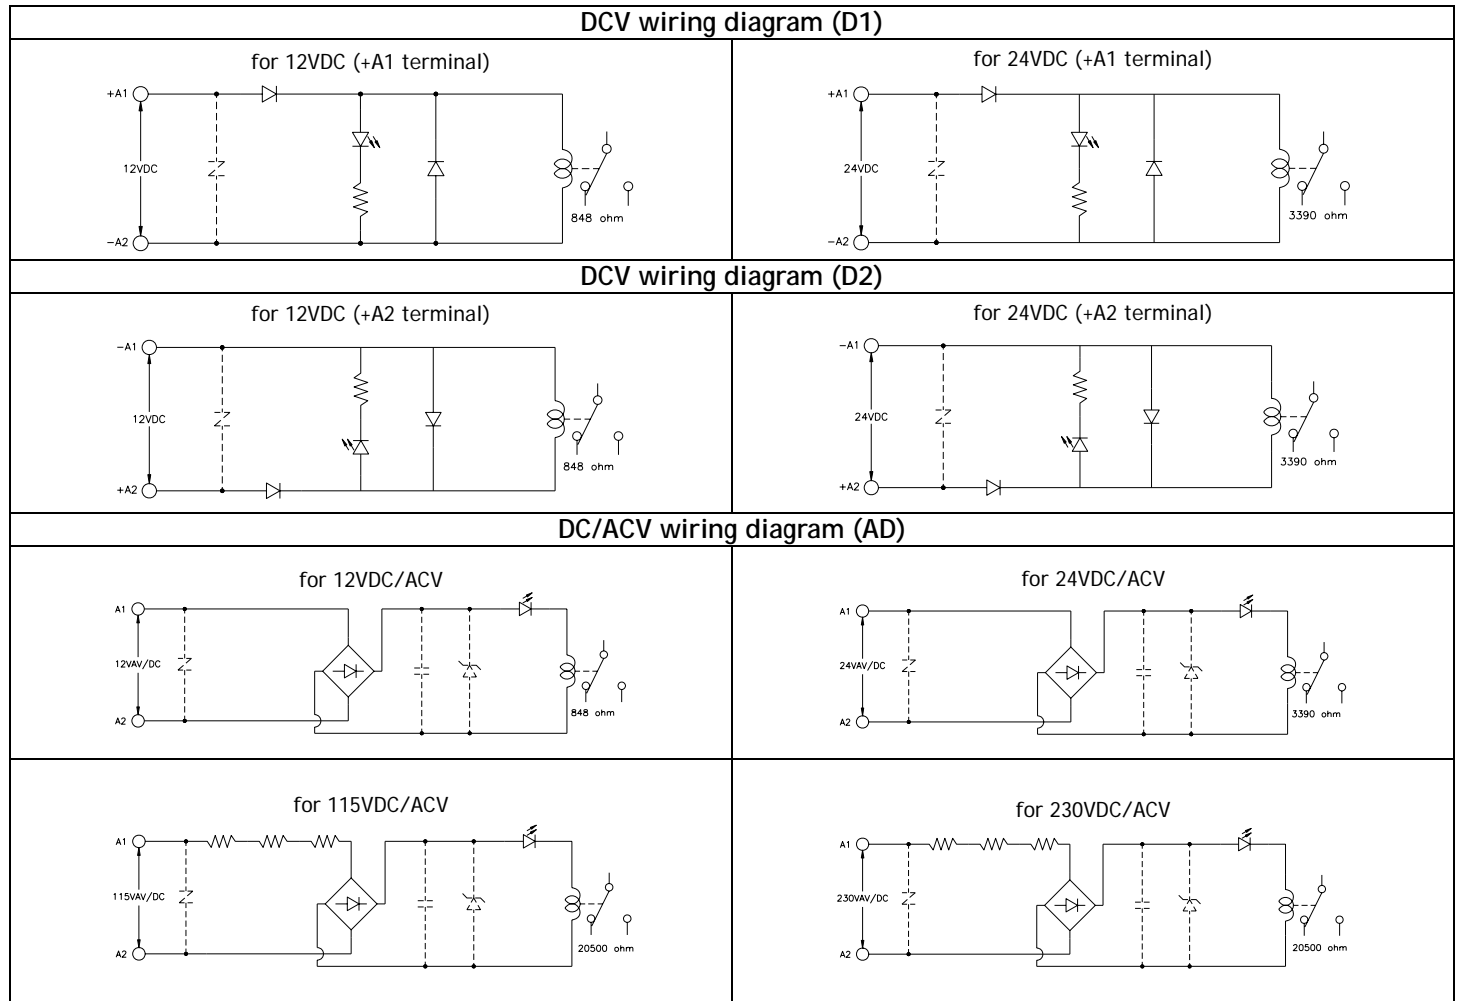 DCV wiring diagram (D1)
for 12VDC (+A1 terminal)
+A1
12VDC
848 ohm
−A2
for 24VDC (+A1 terminal)
+A1
24VDC
3390 ohm
−A2
DCV wiring diagram (D2)
for 12VDC (+A2 terminal)
−A1
12VDC
848 ohm
+A2
for 24VDC (+A2 terminal)
−A1
24VDC
3390 ohm
+A2
DC/ACV wiring diagram (AD)
for 12VDC/ACV
A1
12VAV/DC
848 ohm
A2
for 24VDC/ACV
A1
24VAV/DC
3390 ohm
A2
for 115VDC/ACV
A1
115VAV/DC
20500 ohm
A2
for 230VDC/ACV
A1
230VAV/DC
20500 ohm
A2